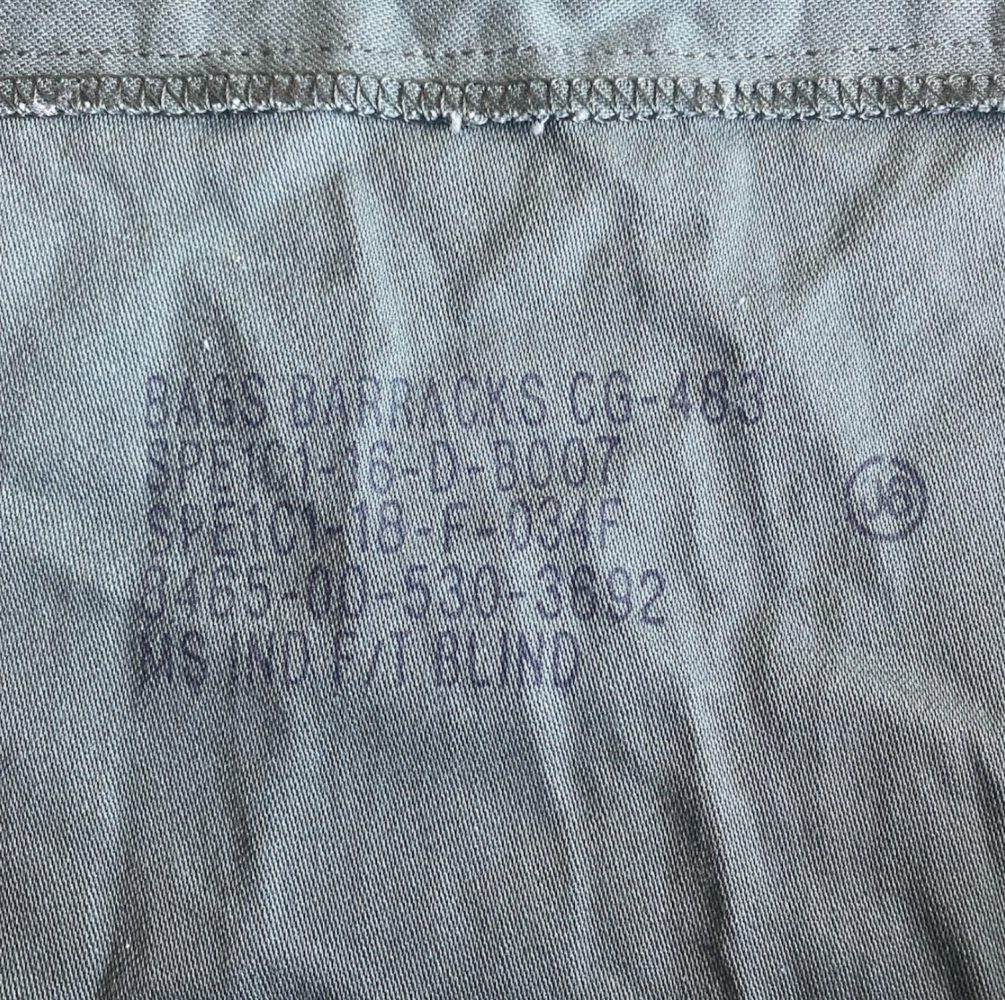 BAGS BARRACKS CG-483
SPE1C1-16-D-B007
SPE1C1-18-F-034F
8465-00-530-3692
MS IND F/T BLIND